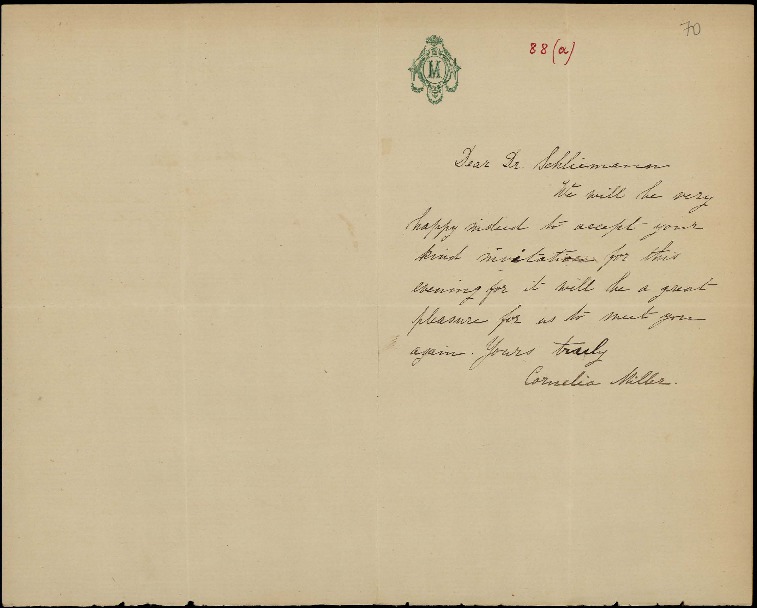 70
88(a)
M
Dear Dr. Schliemann
We will be very
happy indeed to accept your
kind invitation for this
evening for it will be a great
pleasure for us to meet you
again. Yours truly
Cornelia Miller.